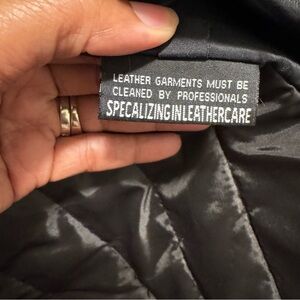 LEATHER GARMENTS MUST BE
CLEANED BY PROFESSIONALS
SPECALIZINGINLEATHERCARE